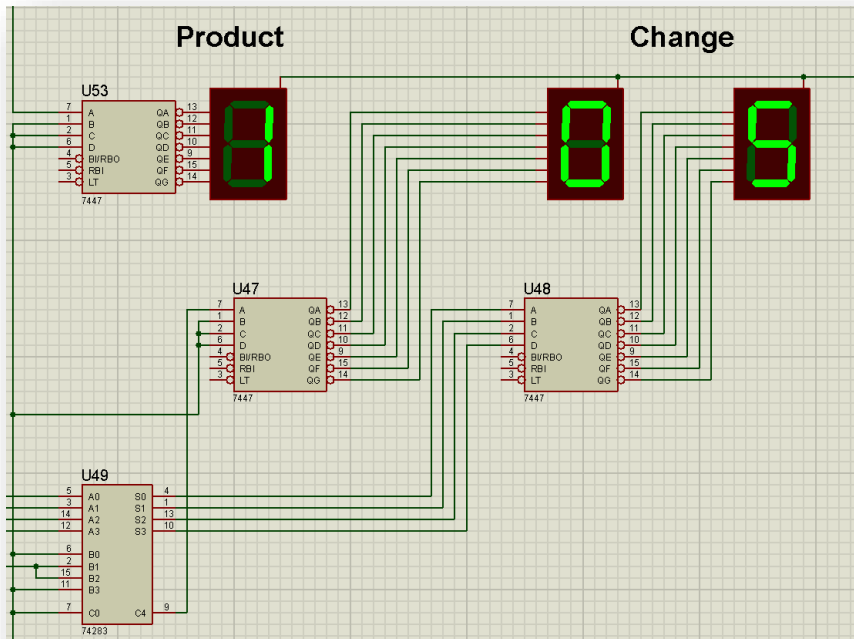 Product Change
U53
7 A QA 13
1 B QB 12
2 C QC 11
6 D QD 10
4 BI/RBO QE 9
5 RBI QF 15
3 LT QG 14
7447
1
0
5
U47
7 A QA 13
1 B QB 12
2 C QC 11
6 D QD 10
4 BI/RBO QE 9
5 RBI QF 15
3 LT QG 14
7447
U48
7 A QA 13
1 B QB 12
2 C QC 11
6 D QD 10
4 BI/RBO QE 9
5 RBI QF 15
3 LT QG 14
7447
U49
5 A0 S0 4
3 A1 S1 1
14 A2 S2 13
12 A3 S3 10
6 B0
2 B1
15 B2
11 B3
7 C0 C4 9
74283